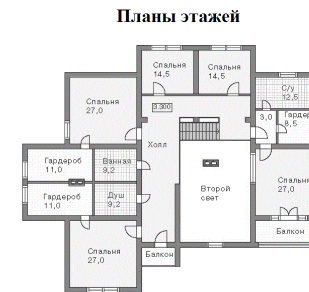 Планы этажей
Спальня
14,5
Спальня
14,5
С/у
12,5
Спальня
27,0
3.300
3,0
Гардер
8,5
Холл
Гардероб
11,0
Ванная
9,2
Гардероб
11,0
Душ
9,2
Второй
свет
Спальня
27,0
Балкон
Спальня
27,0
Балкон